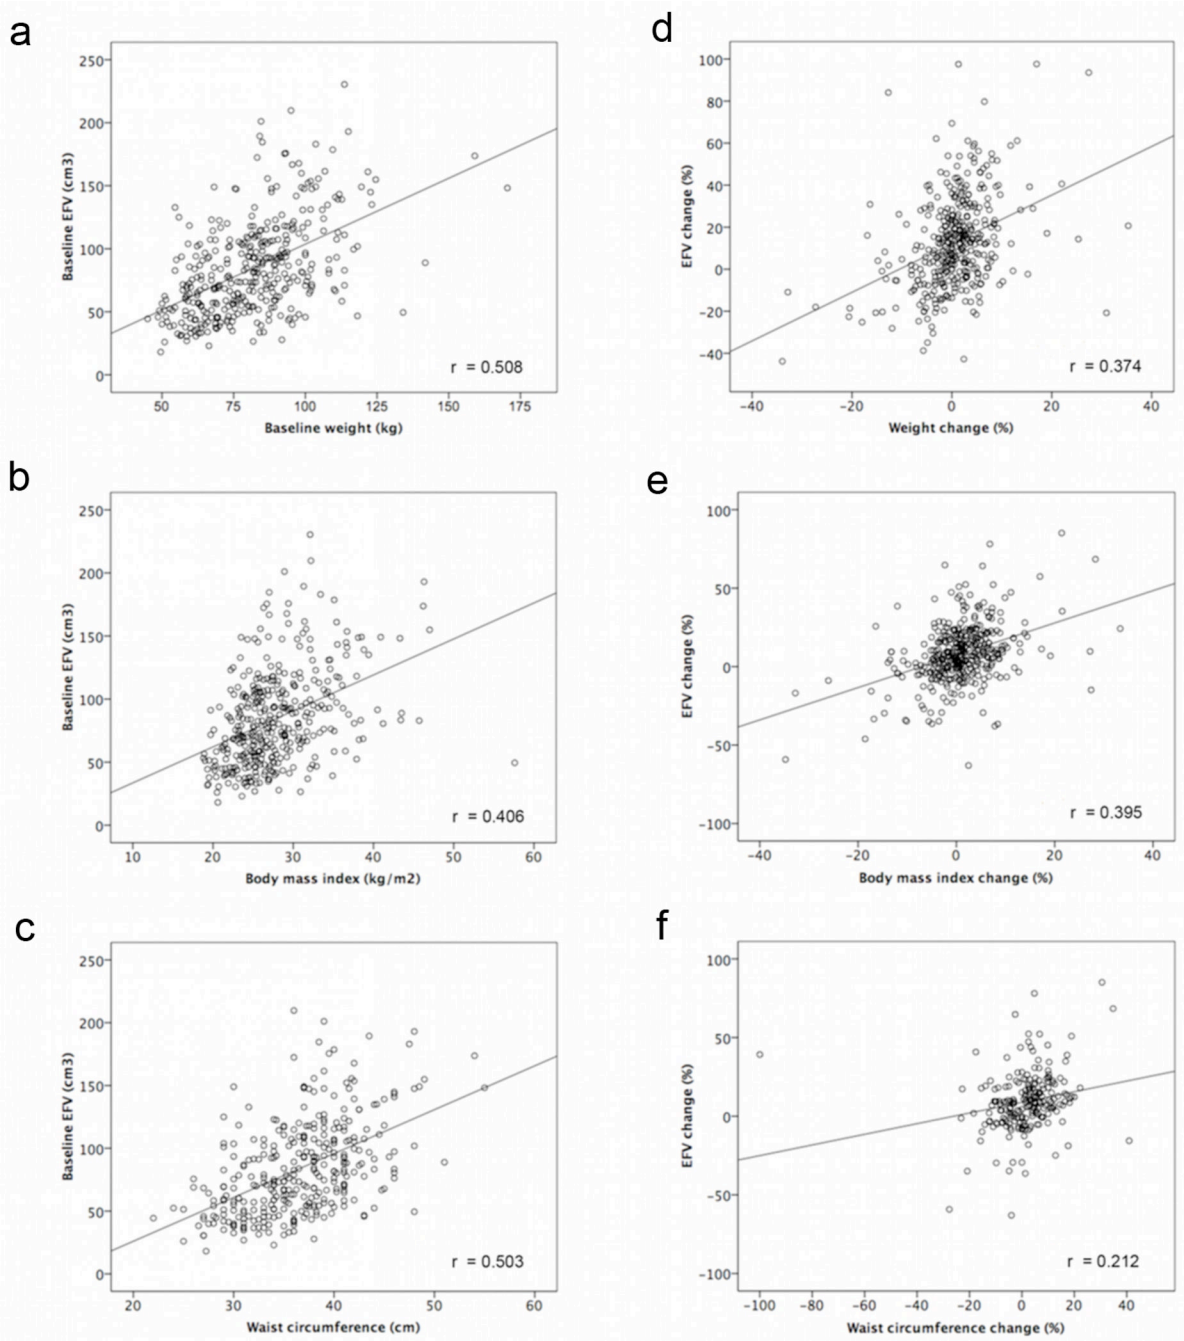 a
250
200
150
100
50
0
Baseline EFV (cm3)
r = 0.508
50 75 100 125 150 175
Baseline weight (kg)
b
250
200
150
100
50
0
Baseline EFV (cm3)
r = 0.406
10 20 30 40 50 60
Body mass index (kg/m2)
c
250
200
150
100
50
0
Baseline EFV (cm3)
r = 0.503
20 30 40 50 60
Waist circumference (cm)
d
100
80
60
40
20
0
−20
−40
EFV change (%)
r = 0.374
−40 −20 0 20 40
Weight change (%)
e
100
50
0
−50
−100
EFV change (%)
r = 0.395
−40 −20 0 20 40
Body mass index change (%)
f
100
50
0
−50
−100
EFV change (%)
r = 0.212
−100 −80 −60 −40 −20 0 20 40
Waist circumference change (%)